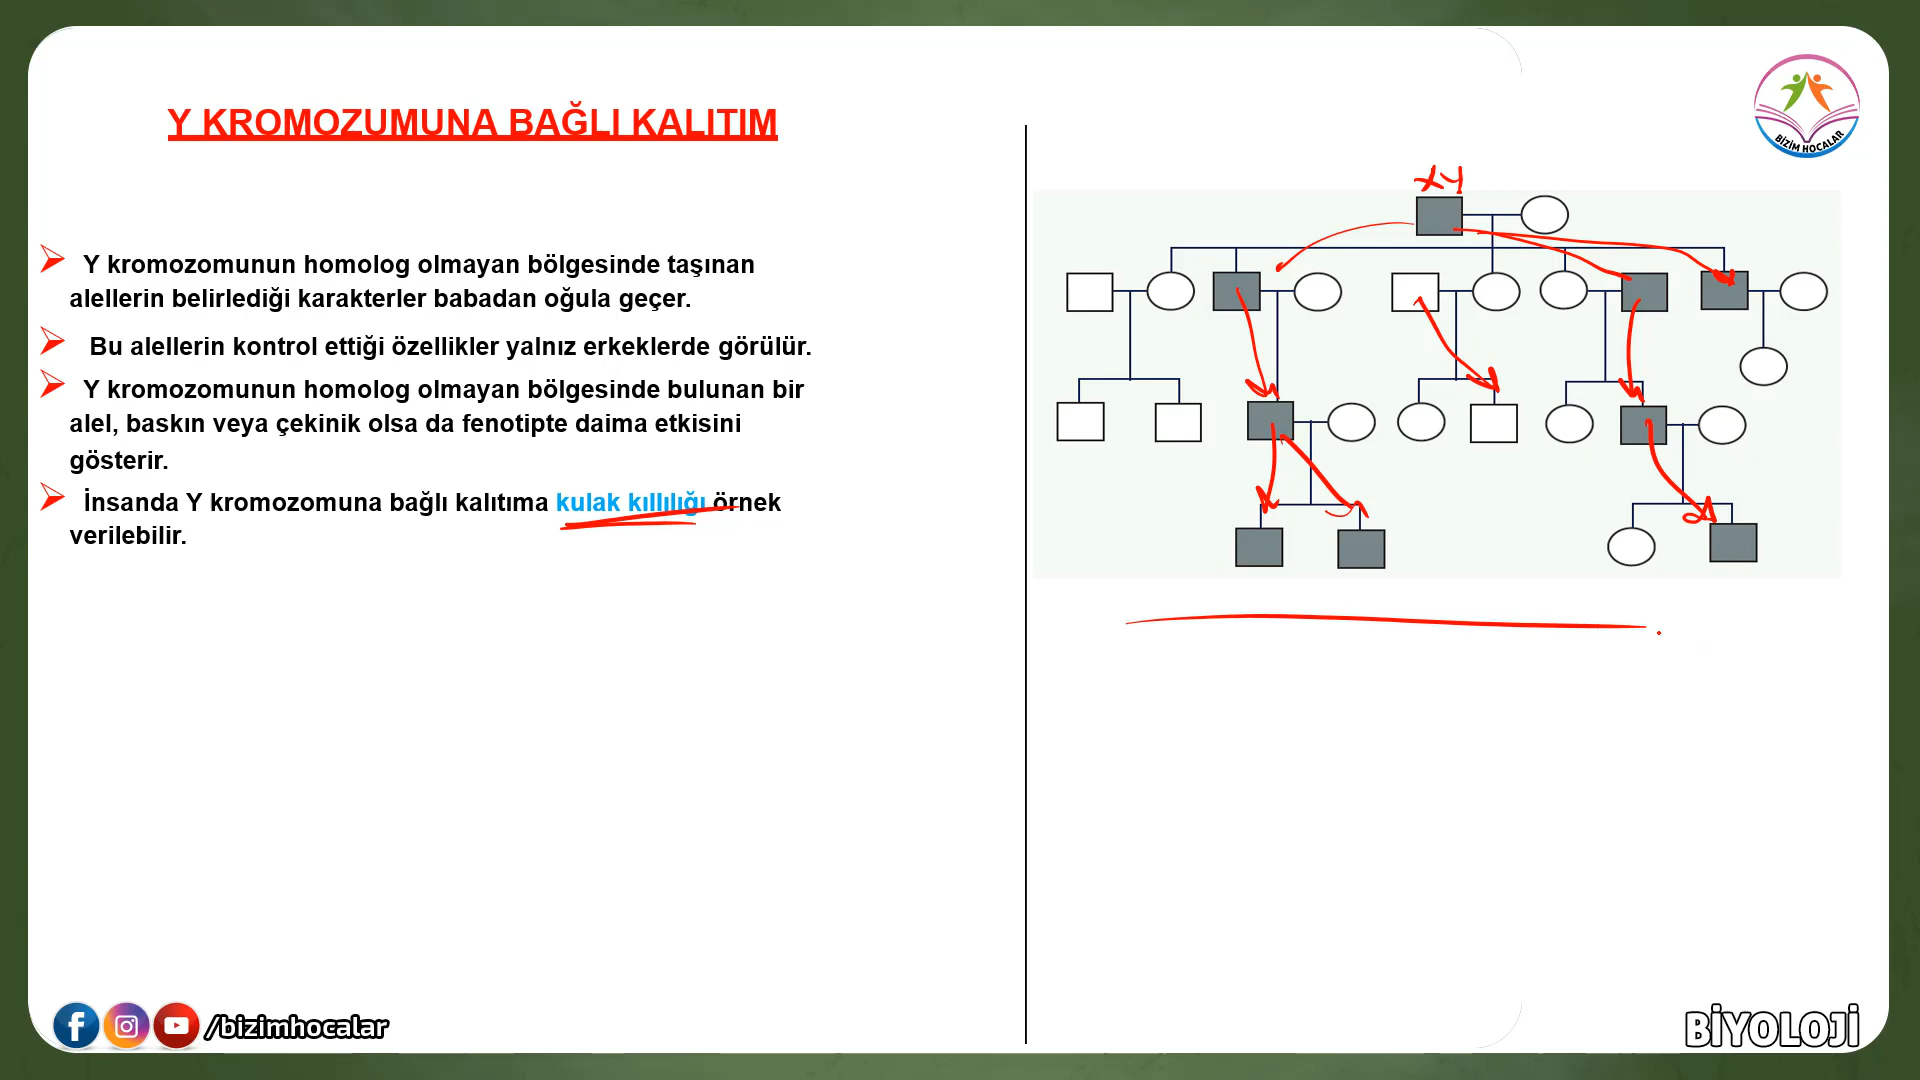 Y KROMOZUMUNA BAĞLI KALITIM
BİZİM HOCALAR
XY
Y kromozomunun homolog olmayan bölgesinde taşınan
alellerin belirlediği karakterler babadan oğula geçer.
Bu alellerin kontrol ettiği özellikler yalnız erkeklerde görülür.
Y kromozomunun homolog olmayan bölgesinde bulunan bir
alel, baskın veya çekinik olsa da fenotipte daima etkisini
gösterir.
İnsanda Y kromozomuna bağlı kalıtıma kulak kıllılığı örnek
verilebilir.
/bizimhocalar
BİYOLOJİ